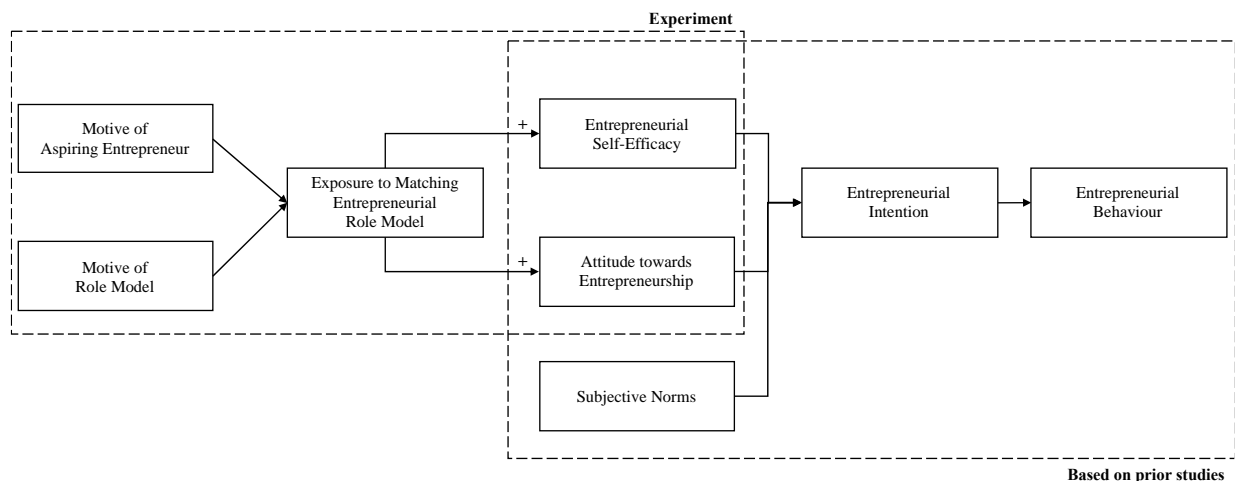 Experiment
Motive of
Aspiring Entrepreneur
Motive of
Role Model
Exposure to Matching
Entrepreneurial
Role Model
+
Entrepreneurial
Self-Efficacy
+
Attitude towards
Entrepreneurship
Subjective Norms
Entrepreneurial
Intention
Entrepreneurial
Behaviour
Based on prior studies